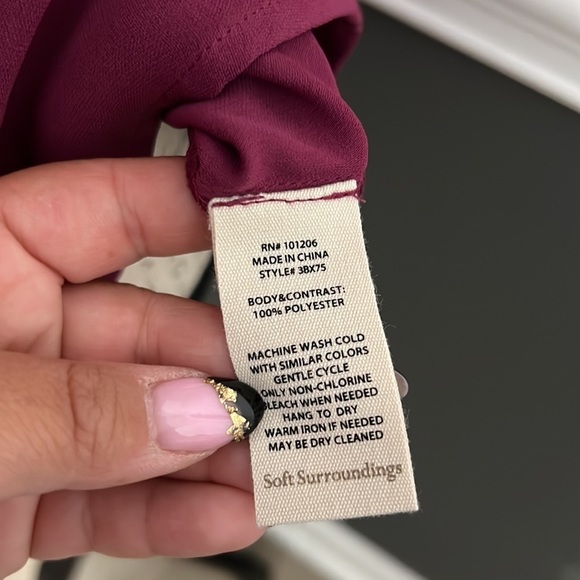 RN# 101206
MADE IN CHINA
STYLE# 3BX75
BODY&CONTRAST:
100% POLYESTER
MACHINE WASH COLD
WITH SIMILAR COLORS
GENTLE CYCLE
ONLY NON-CHLORINE
BLEACH WHEN NEEDED
HANG TO DRY
WARM IRON IF NEEDED
MAY BE DRY CLEANED
Soft Surroundings